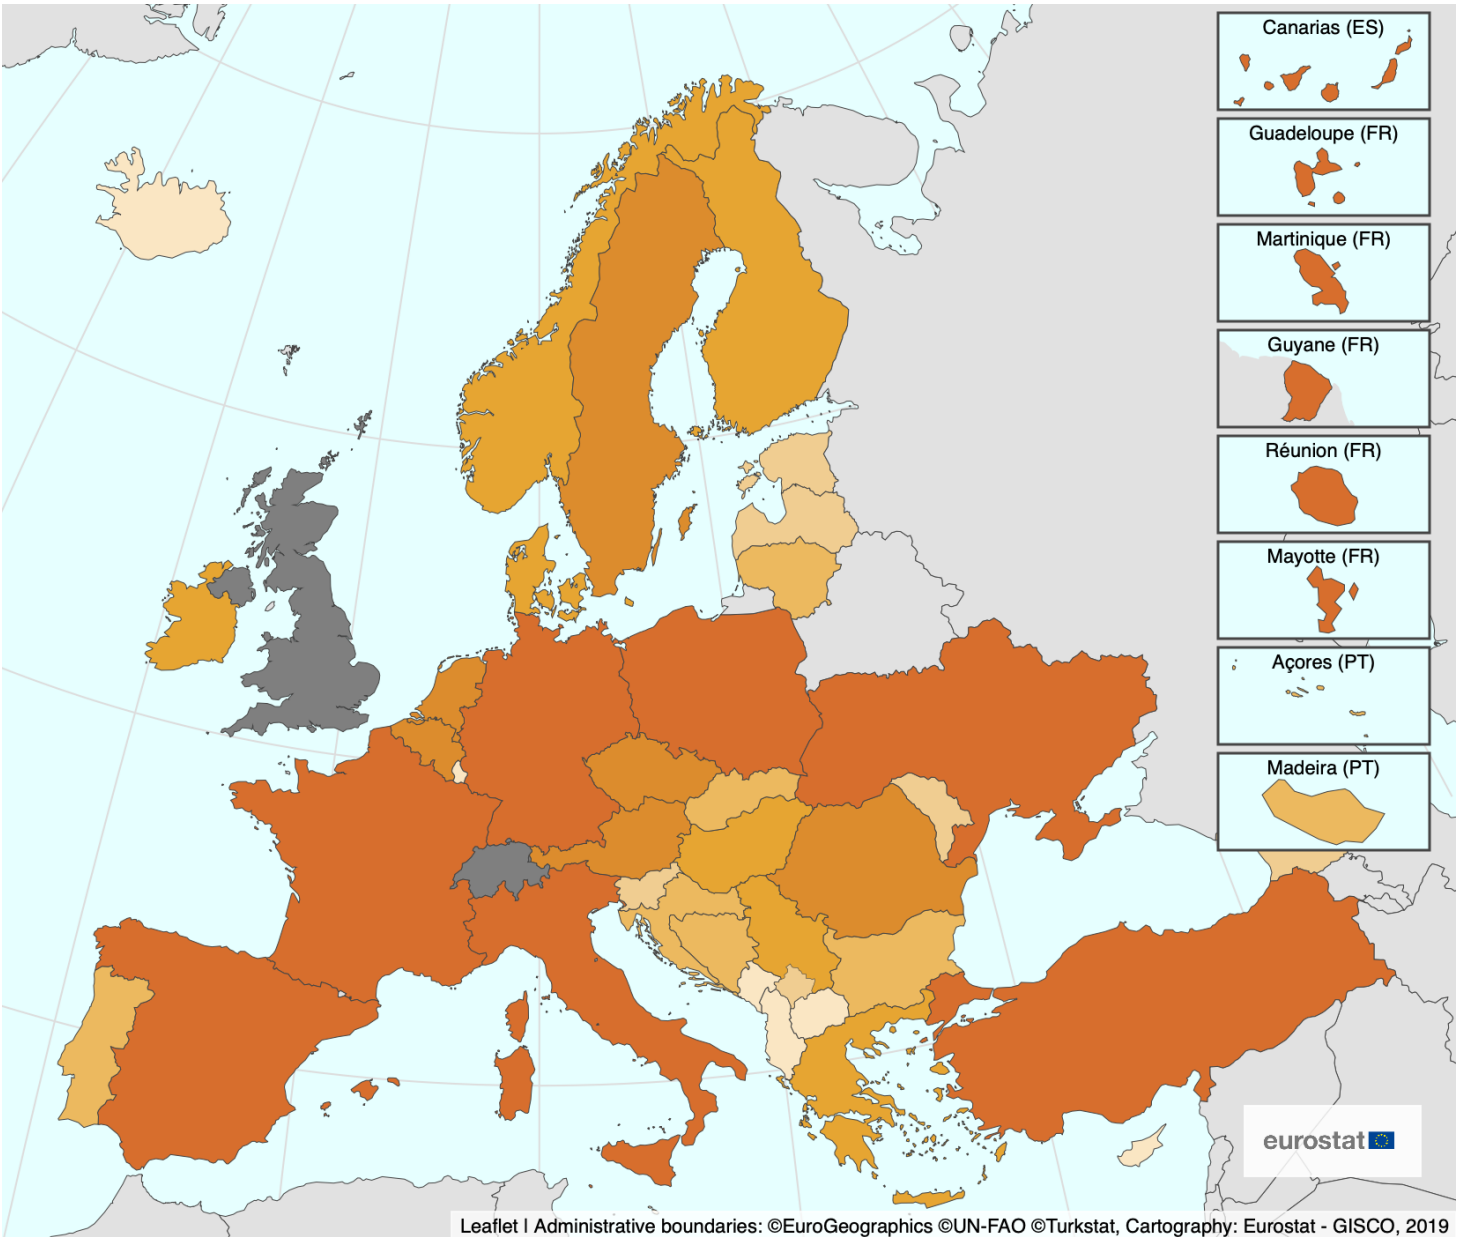 Canarias (ES)
Guadeloupe (FR)
Martinique (FR)
Guyane (FR)
Réunion (FR)
Mayotte (FR)
Açores (PT)
Madeira (PT)
eurostat
Leaflet | Administrative boundaries: ©EuroGeographics ©UN-FAO ©Turkstat, Cartography: Eurostat - GISCO, 2019